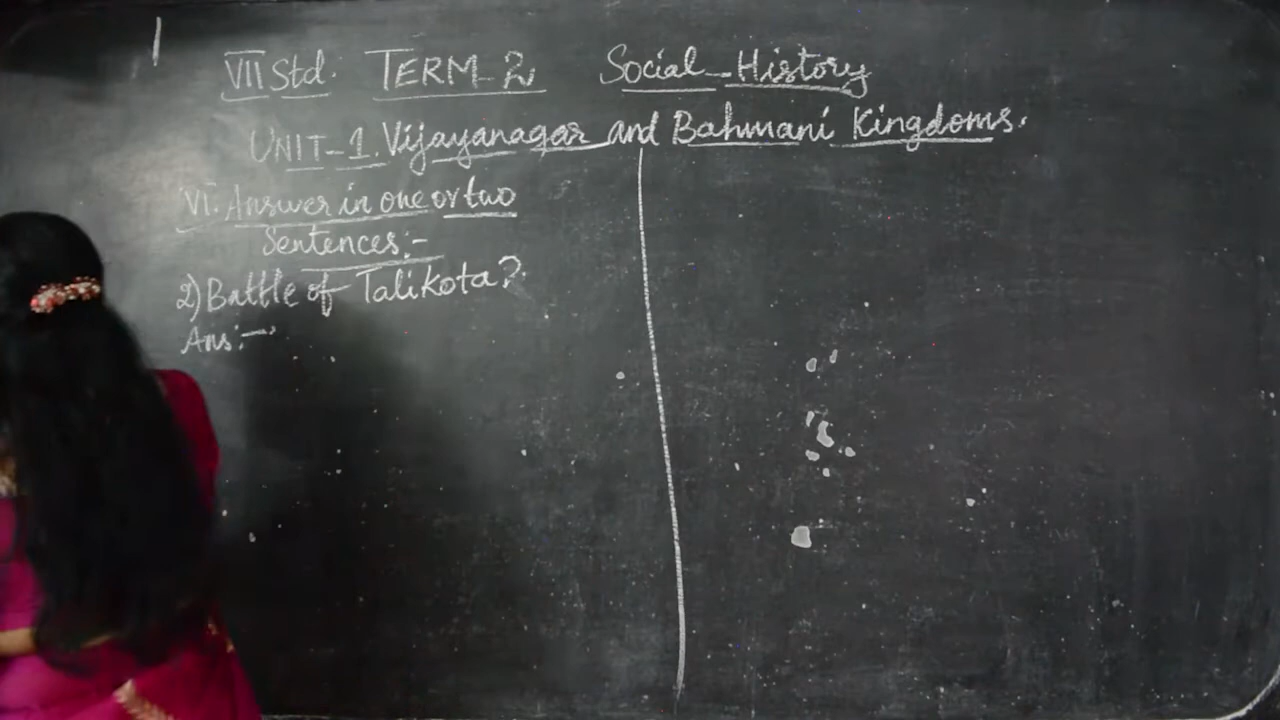 VII Std. TERM-2 Social-History
UNIT-1. Vijayanagar and Bahmani Kingdoms.
VI. Answer in one or two
Sentences:-
2) Battle of Talikota?
Ans:-